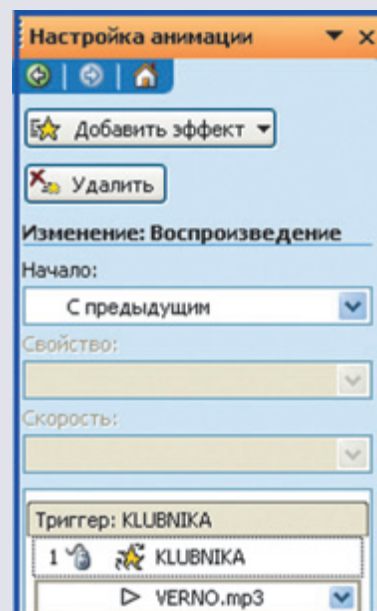 Настройка анимации
Добавить эффект
Удалить
Изменение: Воспроизведение
Начало:
С предыдущим
Свойство:
Скорость:
Триггер: KLUBNIKA
1 KLUBNIKA
VERNO.mp3